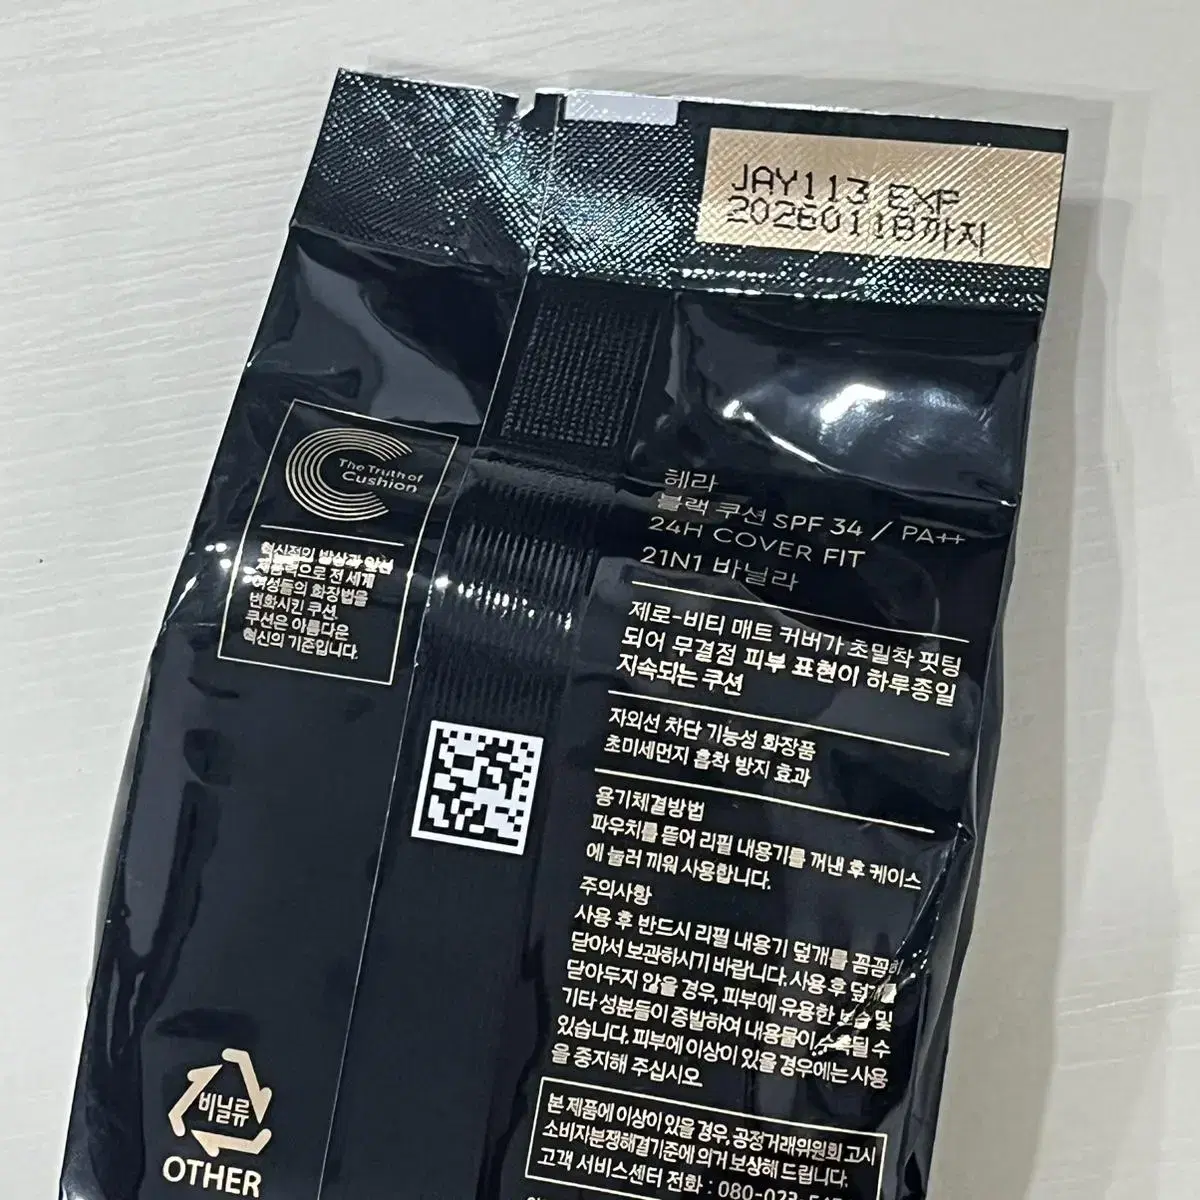 JAY113 EXP
20260118까지
The Truth of
Cushion
혁신적인 발상과 앞선
제품력으로 전 세계
여성들의 화장법을
변화시킨 쿠션.
쿠션은 아름다운
혁신의 기준입니다.
헤라
블랙 쿠션 SPF 34 / PA++
24H COVER FIT
21N1 바닐라
제로-비티 매트 커버가 초밀착 핏팅
되어 무결점 피부 표현이 하루종일
지속되는 쿠션
자외선 차단 기능성 화장품
초미세먼지 흡착 방지 효과
용기체결방법
파우치를 뜯어 리필 내용기를 꺼낸 후 케이스
에 눌러 끼워 사용합니다.
주의사항
사용 후 반드시 리필 내용기 덮개를 꼼꼼히
닫아서 보관하시기 바랍니다. 사용 후 덮개를
닫아두지 않을 경우, 피부에 유용한 보습 및
기타 성분들이 증발하여 내용물이 수축될 수
있습니다. 피부에 이상이 있을 경우에는 사용
을 중지해 주십시오.
본 제품에 이상이 있을 경우, 공정거래위원회 고시
소비자분쟁해결기준에 의거 보상해 드립니다.
고객 서비스센터 전화 : 080-023-
비닐류
OTHER